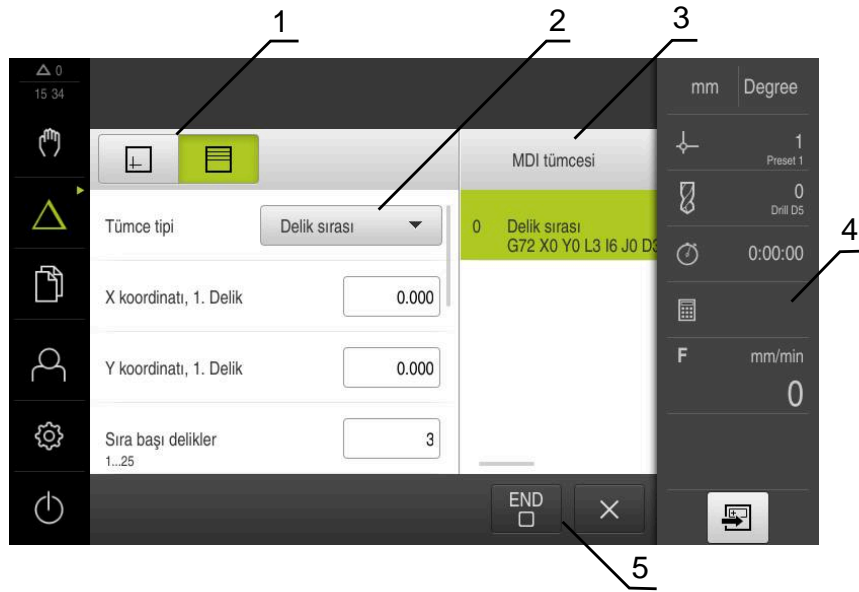 1
2
3
0
15 34
mm
Degree
1
Preset 1
MDI tümcesi
0
Drill D5
Tümce tipi
Delik sırası
0 Delik sırası
G72 X0 Y0 L3 I6 J0 D3
4
0:00:00
X koordinatı, 1. Delik
0.000
F
mm/min
0
Y koordinatı, 1. Delik
0.000
Sıra başı delikler
3
1...25
END
5